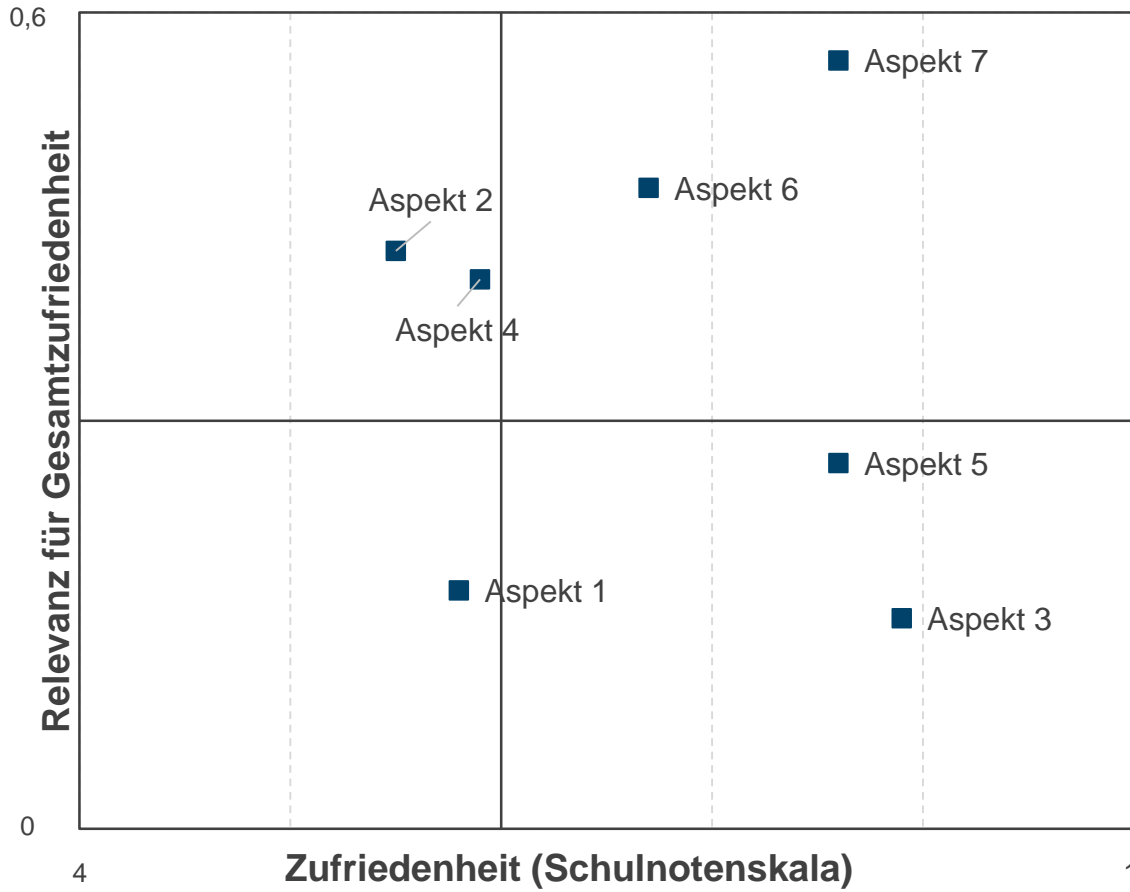 0,6
Aspekt 7
Aspekt 6
Aspekt 2
Aspekt 4
Relevanz für Gesamtzufriedenheit
Aspekt 5
Aspekt 1
Aspekt 3
0
4
Zufriedenheit (Schulnotenskala)
1